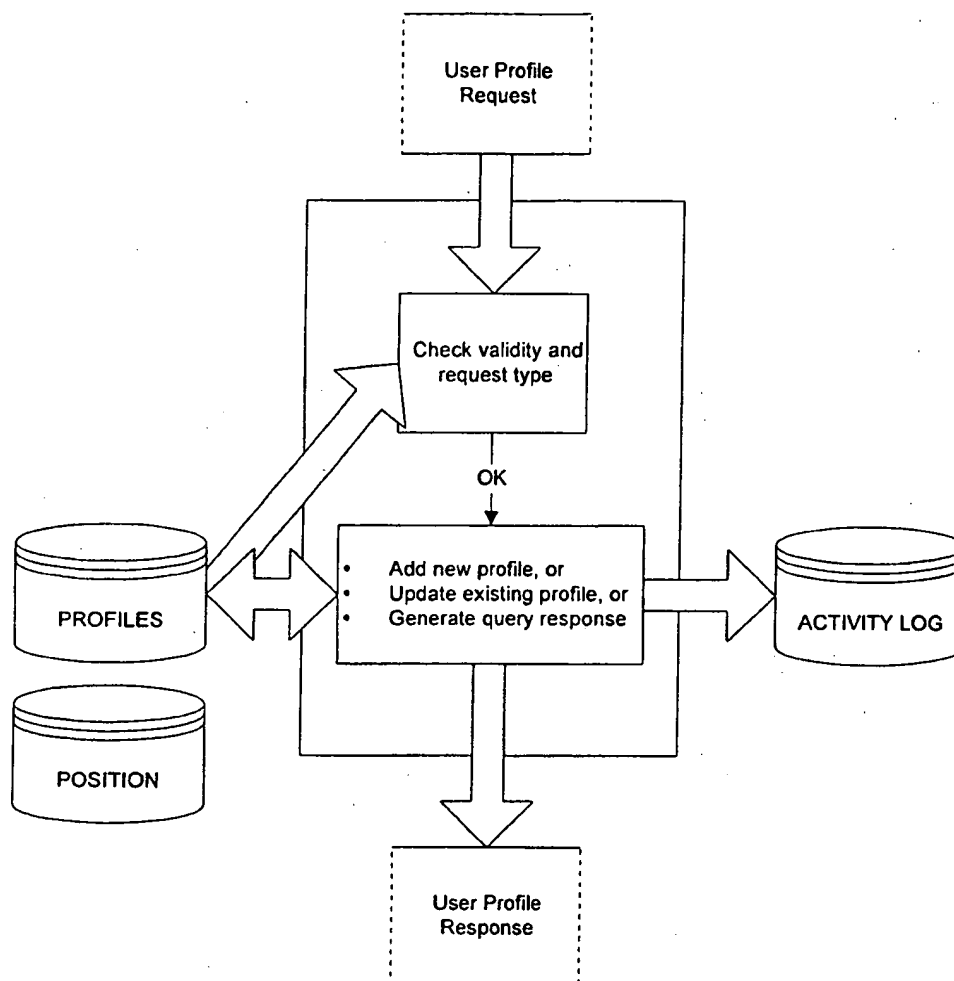 User Profile
Request
Check validity and
request type
OK
• Add new profile, or
• Update existing profile, or
• Generate query response
PROFILES
ACTIVITY LOG
POSITION
User Profile
Response